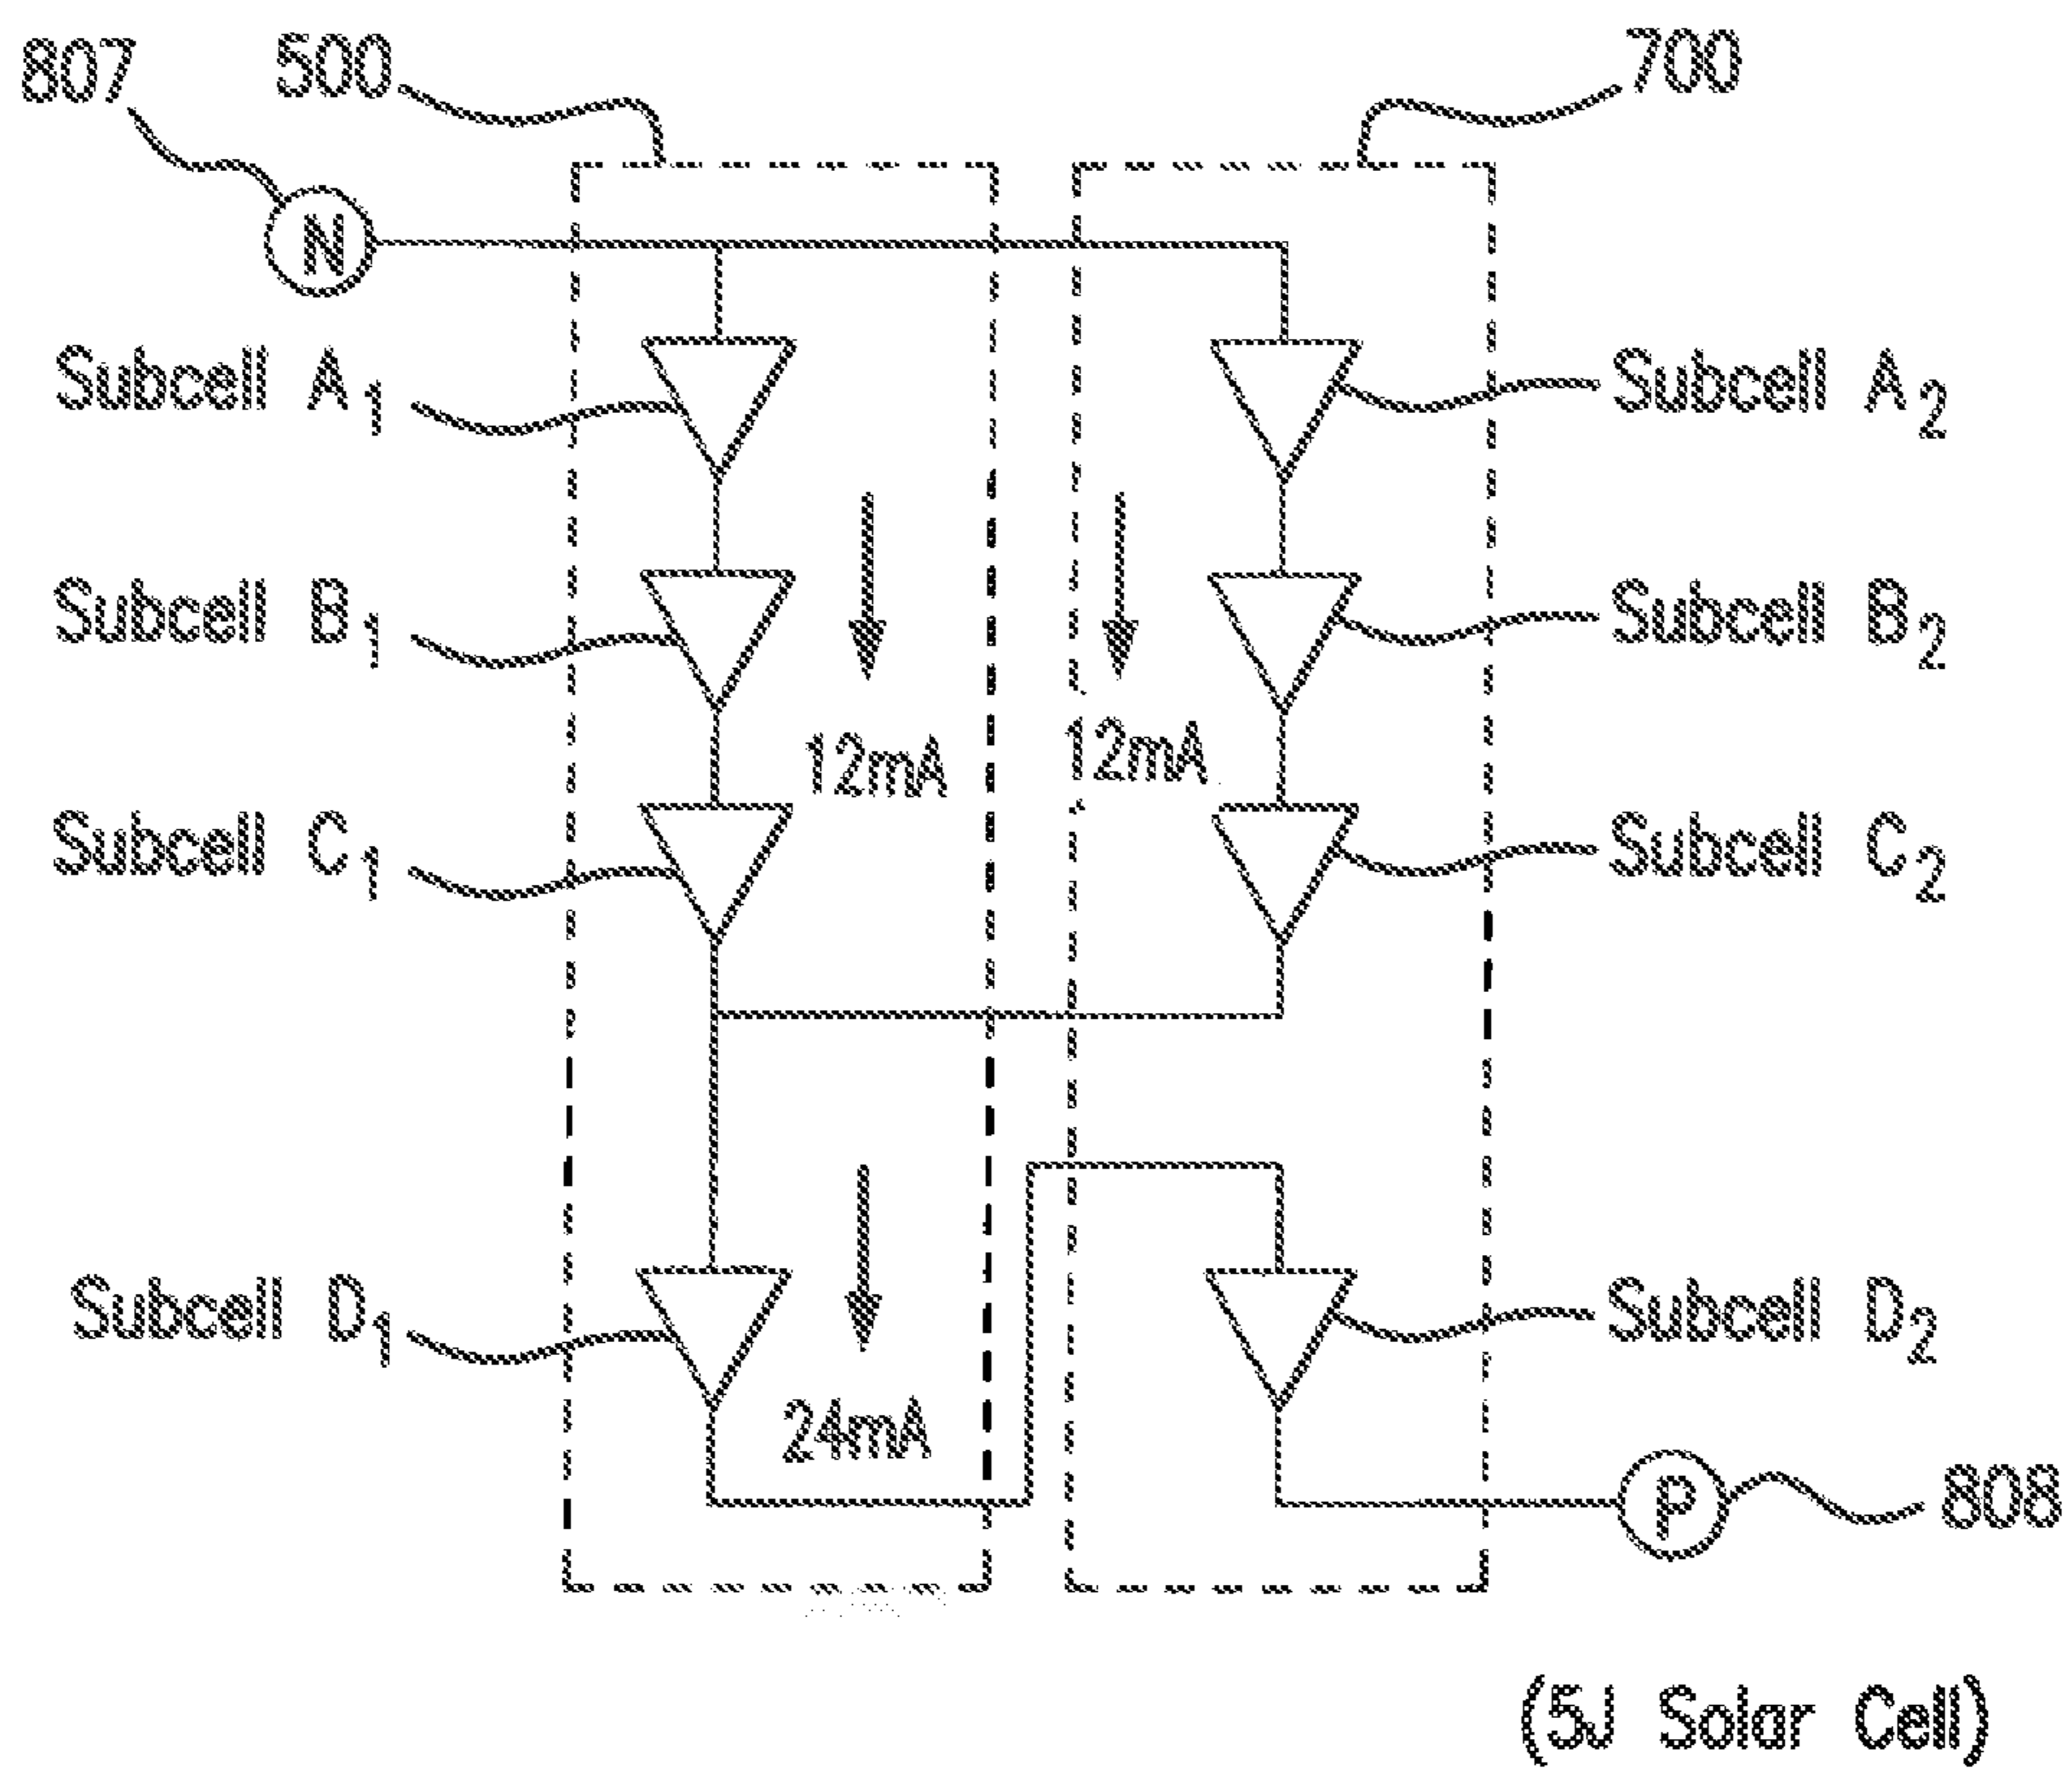 807 500 700
N
Subcell A1 Subcell A2
Subcell B1 Subcell B2
12mA 12mA
Subcell C1 Subcell C2
Subcell D1 Subcell D2
24mA
P 808
(5J Solar Cell)